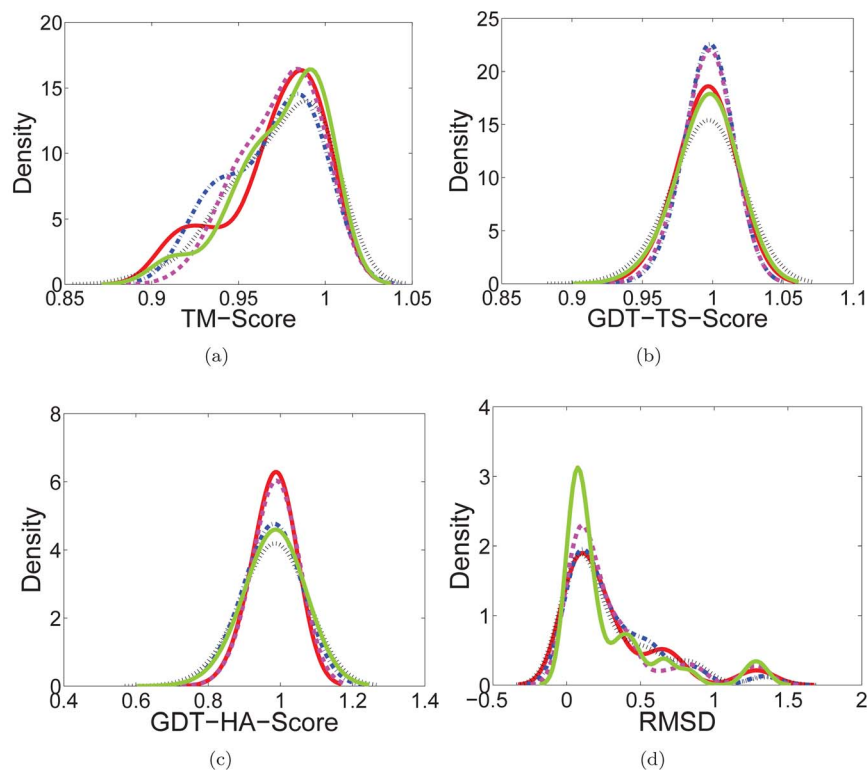 20
15
10
5
0
0.85 0.9 0.95 1 1.05
Density
TM-Score
(a)
25
20
15
10
5
0
0.85 0.9 0.95 1 1.05 1.1
Density
GDT-TS-Score
(b)
8
6
4
2
0
0.4 0.6 0.8 1 1.2 1.4
Density
GDT-HA-Score
(c)
4
3
2
1
0
-0.5 0 0.5 1 1.5 2
Density
RMSD
(d)